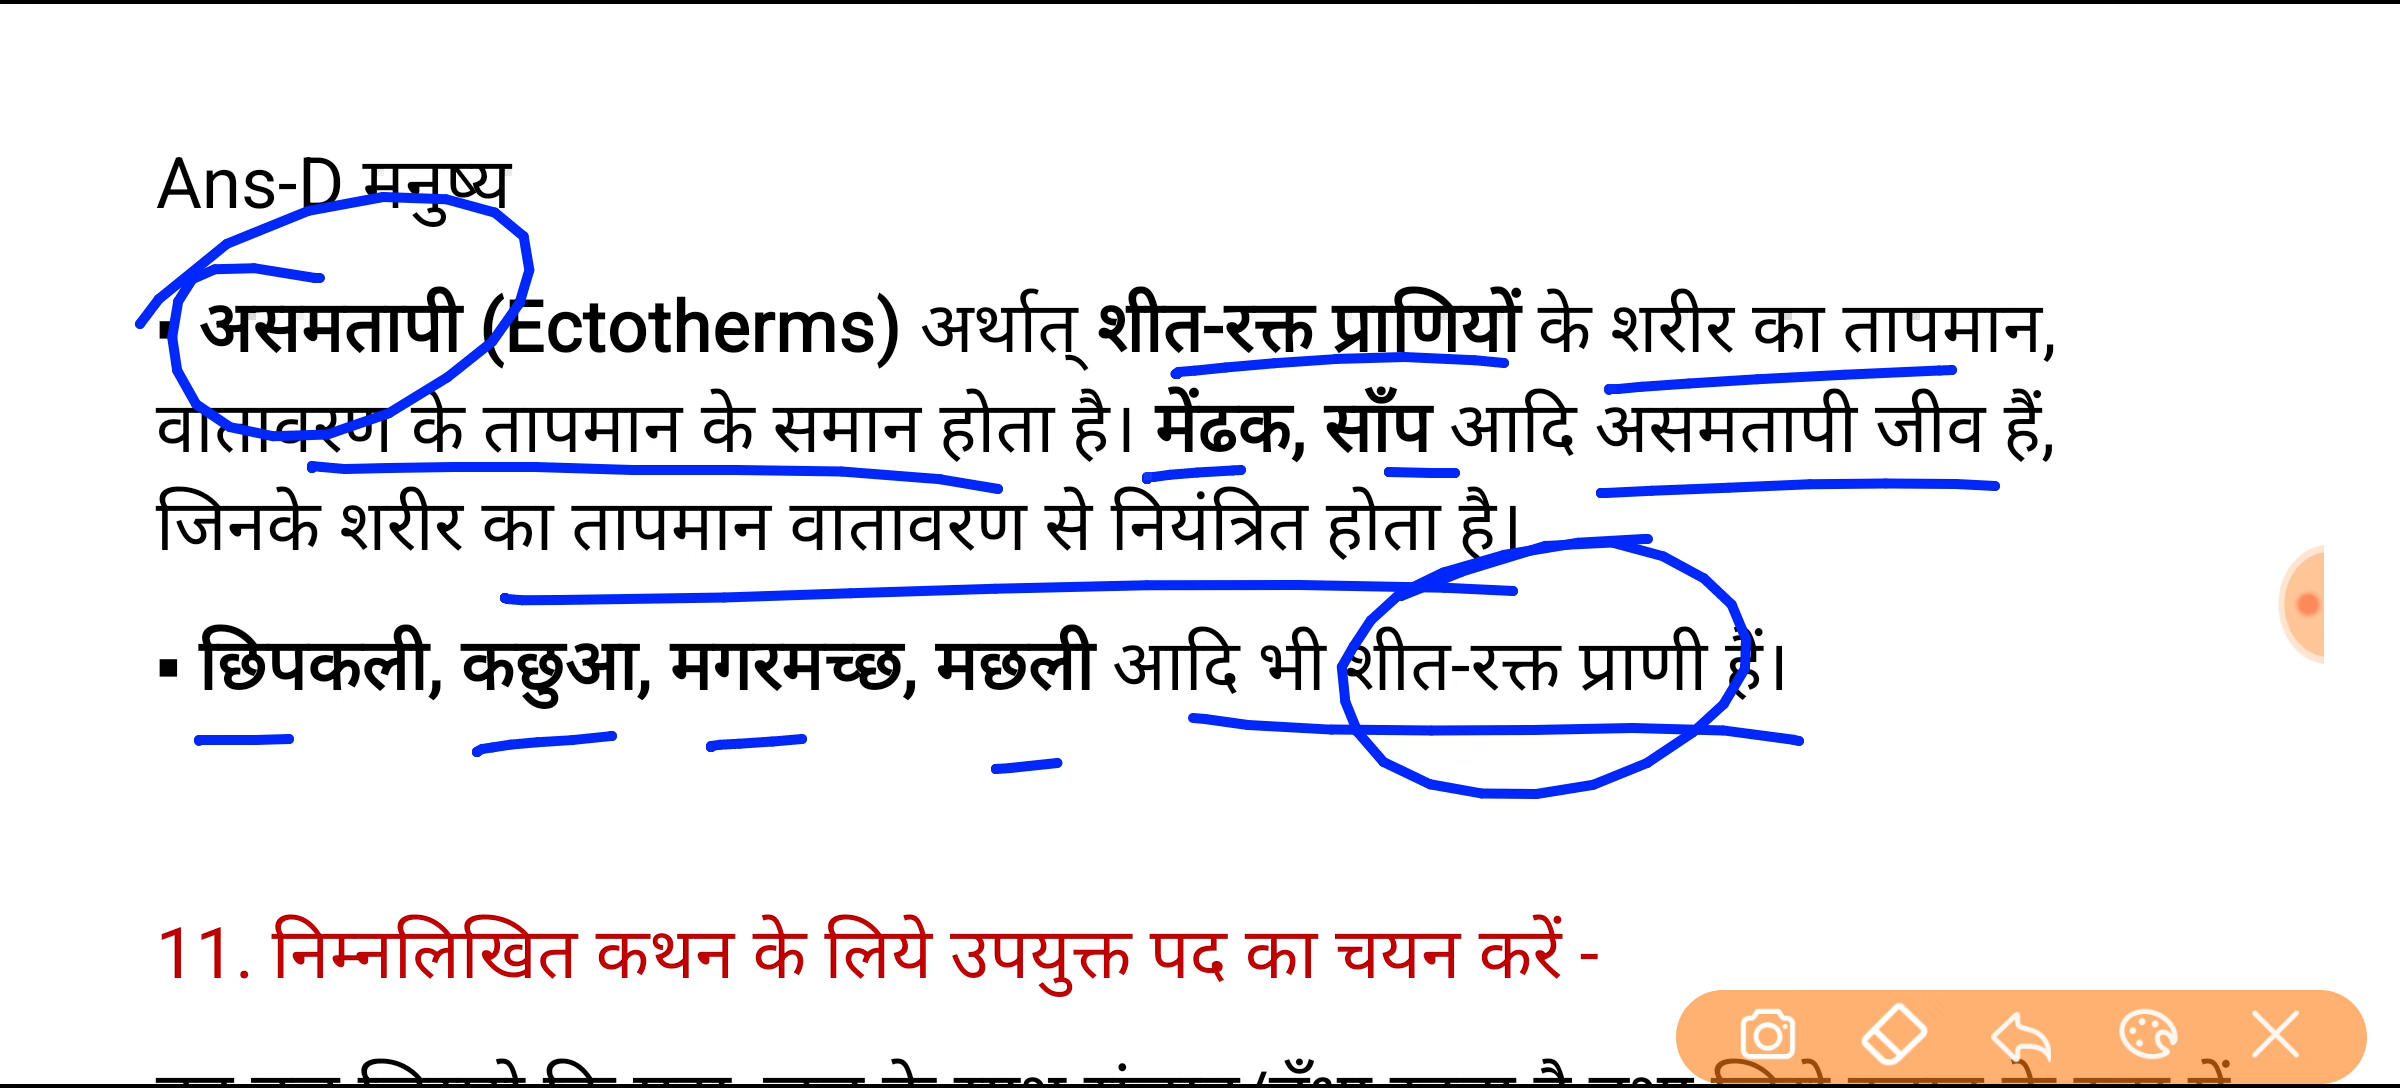 Ans-D मनुष्य
▪ असमतापी (Ectotherms) अर्थात् शीत-रक्त प्राणियों के शरीर का तापमान,
वातावरण के तापमान के समान होता है। मेंढक, साँप आदि असमतापी जीव हैं,
जिनके शरीर का तापमान वातावरण से नियंत्रित होता है।
▪ छिपकली, कछुआ, मगरमच्छ, मछली आदि भी शीत-रक्त प्राणी हैं।
11. निम्नलिखित कथन के लिये उपयुक्त पद का चयन करें -